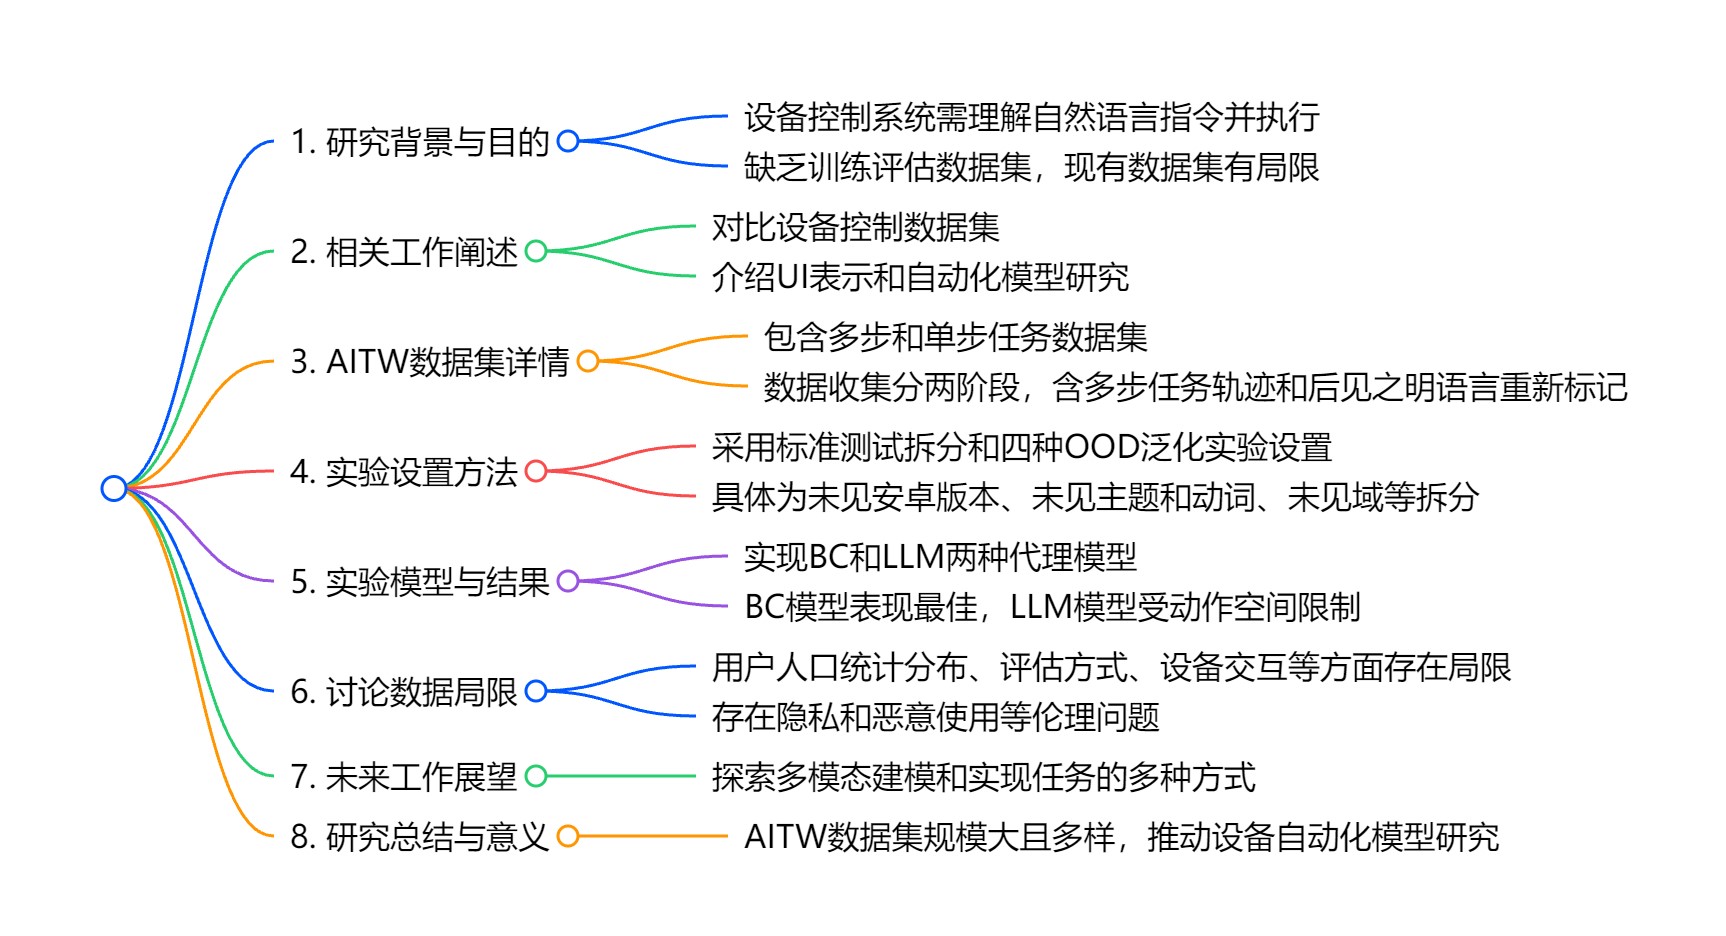 1. 研究背景与目的
设备控制系统需理解自然语言指令并执行
缺乏训练评估数据集，现有数据集有局限
2. 相关工作阐述
对比设备控制数据集
介绍UI表示和自动化模型研究
3. AITW数据集详情
包含多步和单步任务数据集
数据收集分两阶段，含多步任务轨迹和后见之明语言重新标记
4. 实验设置方法
采用标准测试拆分和四种OOD泛化实验设置
具体为未见安卓版本、未见主题和动词、未见域等拆分
5. 实验模型与结果
实现BC和LLM两种代理模型
BC模型表现最佳，LLM模型受动作空间限制
6. 讨论数据局限
用户人口统计分布、评估方式、设备交互等方面存在局限
存在隐私和恶意使用等伦理问题
7. 未来工作展望
探索多模态建模和实现任务的多种方式
8. 研究总结与意义
AITW数据集规模大且多样，推动设备自动化模型研究